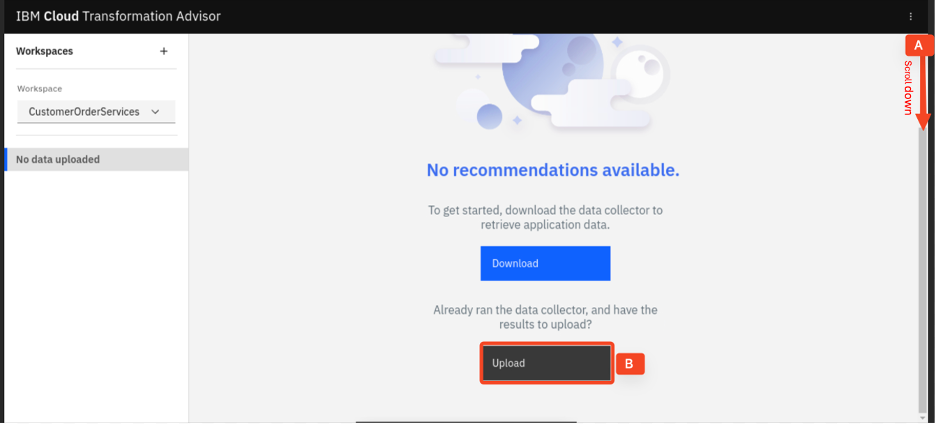 IBM Cloud Transformation Advisor
Workspaces +
Workspace
CustomerOrderServices
No data uploaded
No recommendations available.
To get started, download the data collector to
retrieve application data.
Download
Already ran the data collector, and have the
results to upload?
Upload
B
A
Scroll down